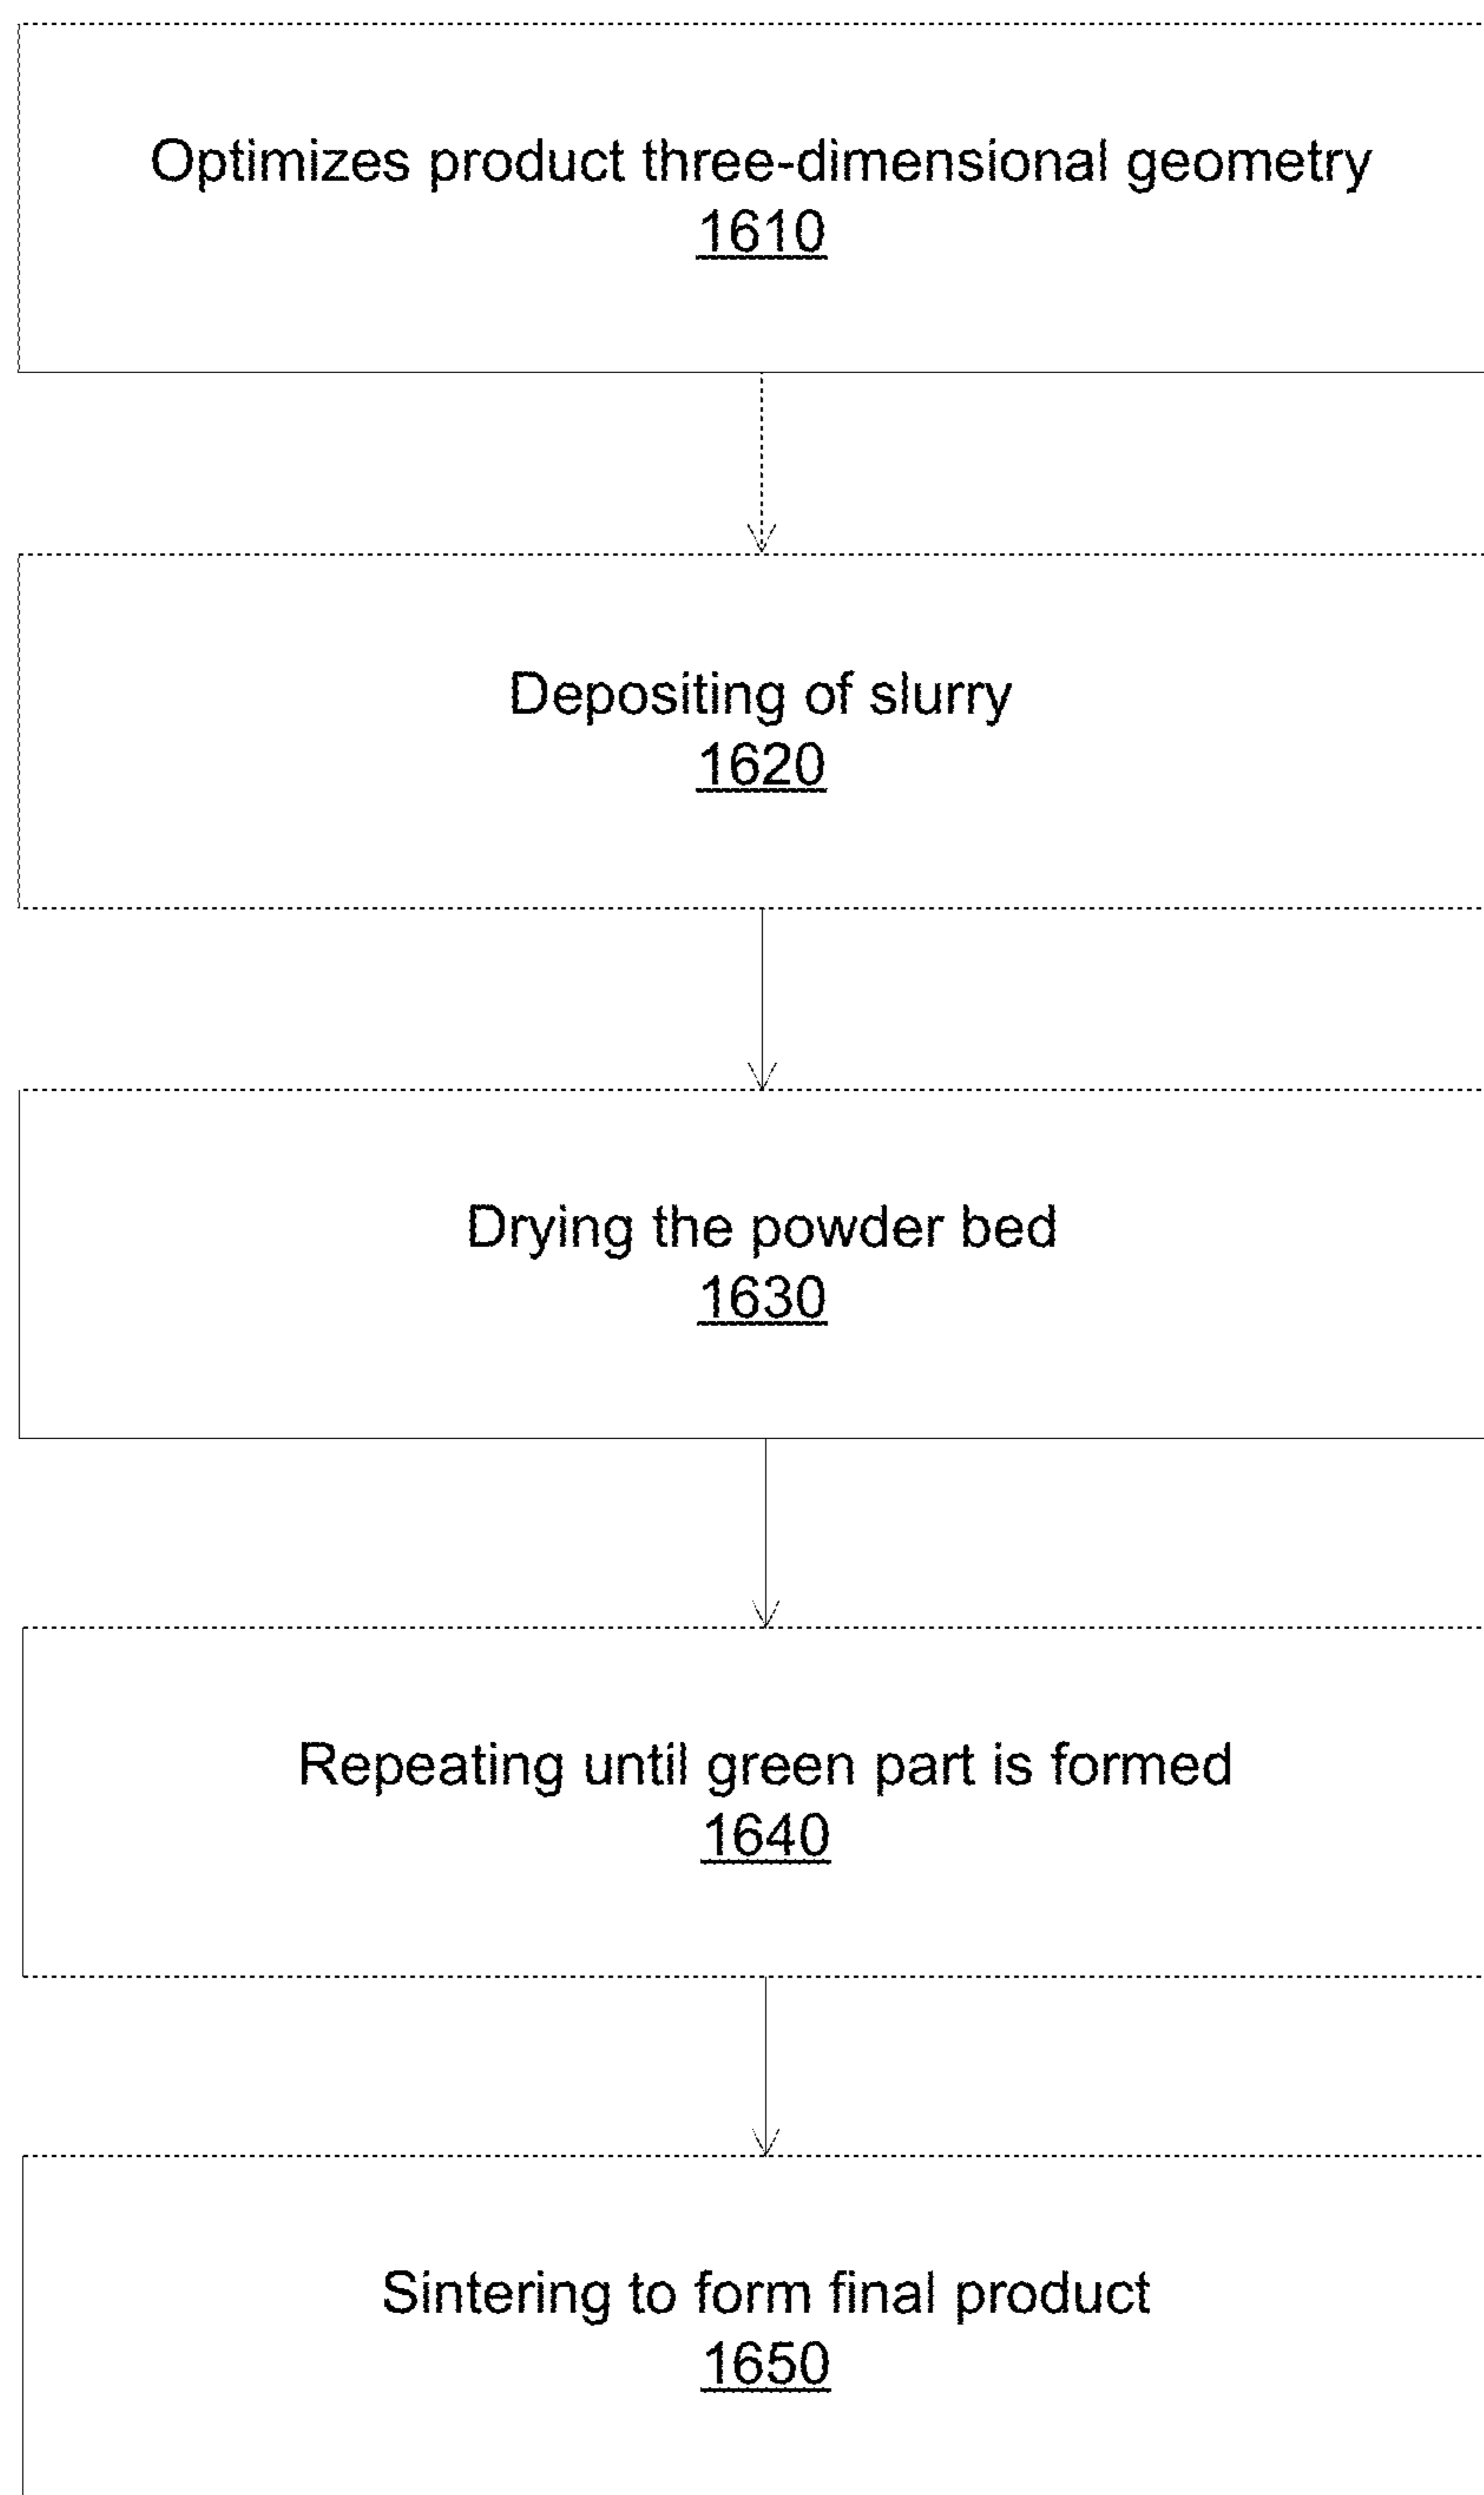 Optimizes product three-dimensional geometry
1610
Depositing of slurry
1620
Drying the powder bed
1630
Repeating until green part is formed
1640
Sintering to form final product
1650